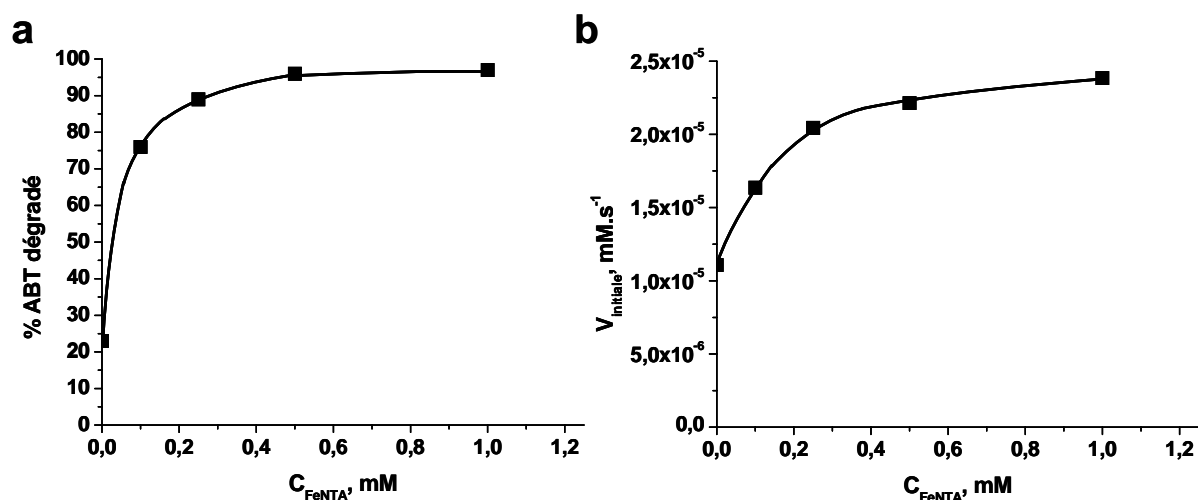 a
100
90
80
70
60
50
40
30
20
10
0
% ABT dégradé
0,0 0,2 0,4 0,6 0,8 1,0 1,2
C_FeNTA, mM
b
2,5x10⁻⁵
2,0x10⁻⁵
1,5x10⁻⁵
1,0x10⁻⁵
5,0x10⁻⁶
0,0
V_initiale, mM.s⁻¹
0,0 0,2 0,4 0,6 0,8 1,0 1,2
C_FeNTA, mM